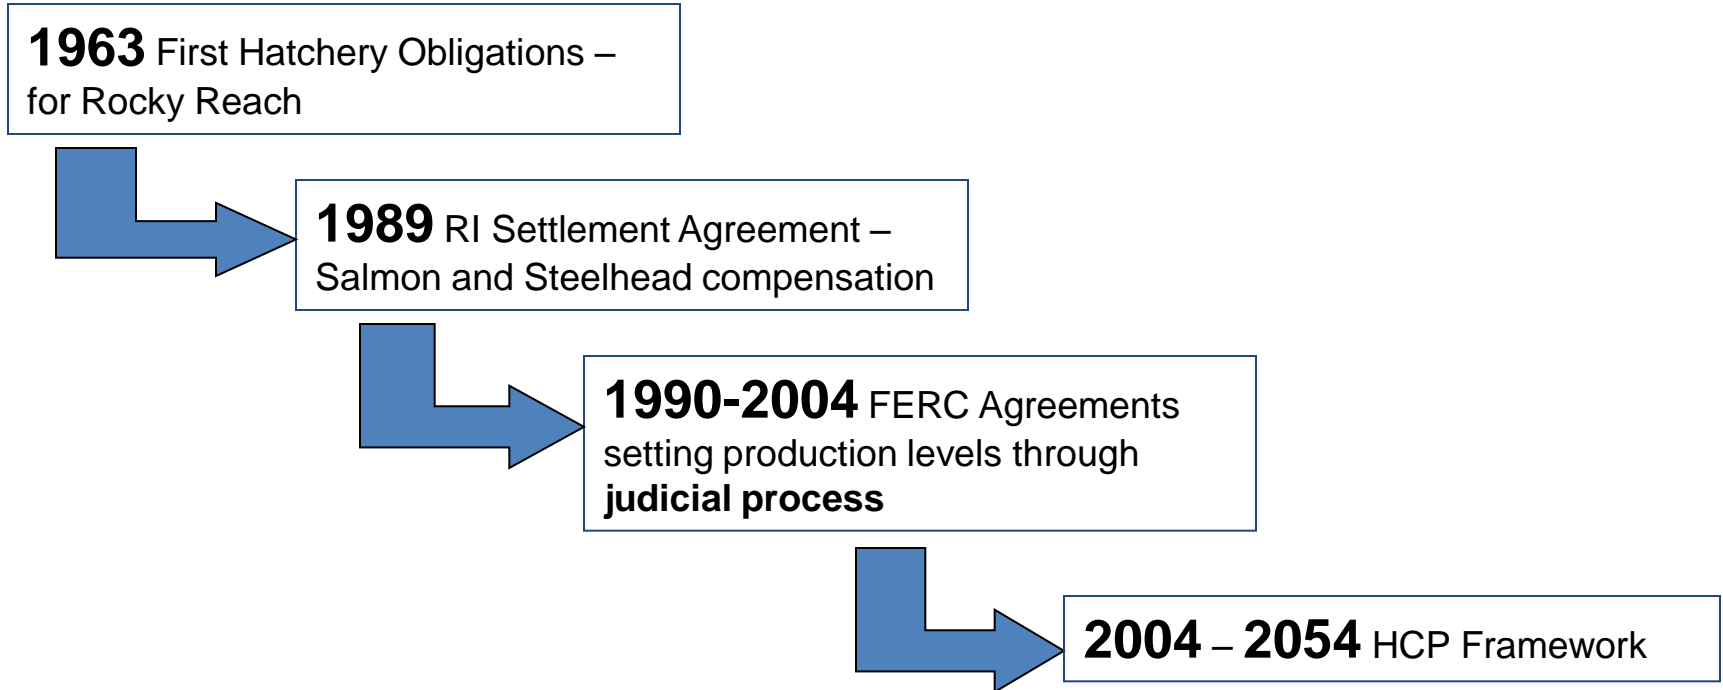 1963 First Hatchery Obligations –
for Rocky Reach
1989 RI Settlement Agreement –
Salmon and Steelhead compensation
1990-2004 FERC Agreements
setting production levels through
judicial process
2004 – 2054 HCP Framework